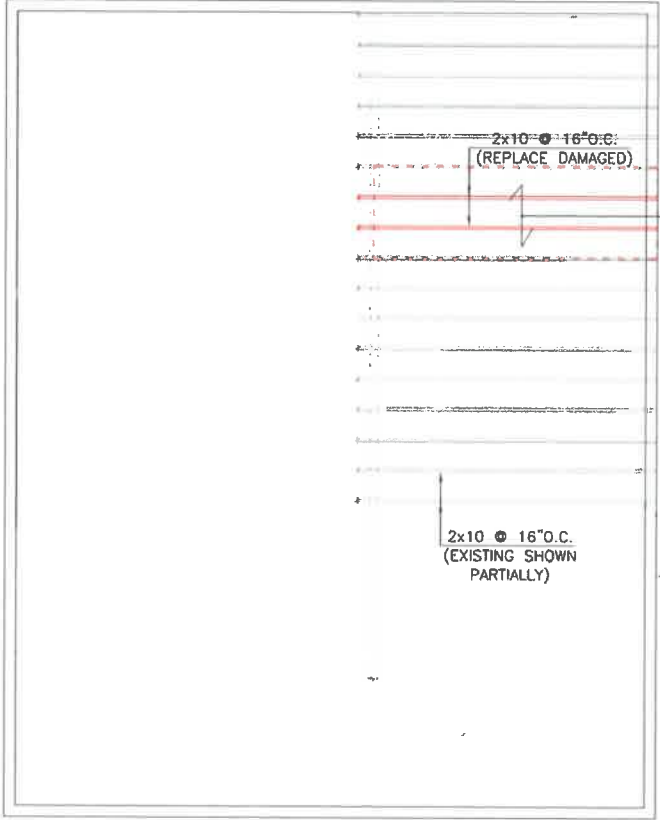 2x10 @ 16"O.C.
(REPLACE DAMAGED)
2x10 @ 16"O.C.
(EXISTING SHOWN
PARTIALLY)